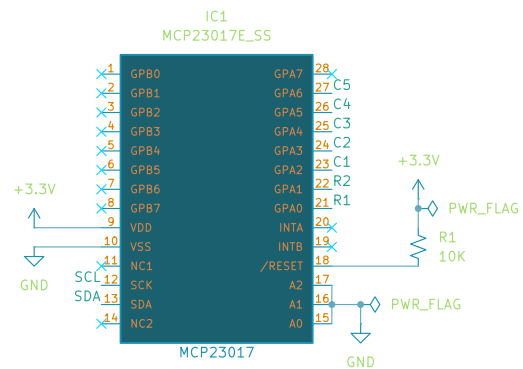 IC1
MCP23017E_SS
1 GPB0 GPA7 28
2 GPB1 GPA6 27 C5
3 GPB2 GPA5 26 C4
4 GPB3 GPA4 25 C3
5 GPB4 GPA3 24 C2
6 GPB5 GPA2 23 C1
7 GPB6 GPA1 22 R2
8 GPB7 GPA0 21 R1
+3.3V
9 VDD INTA 20
10 VSS INTB 19
GND
11 NC1 /RESET 18
SCL 12 SCK A2 17
SDA 13 SDA A1 16
14 NC2 A0 15
MCP23017
+3.3V
PWR_FLAG
R1
10K
PWR_FLAG
GND